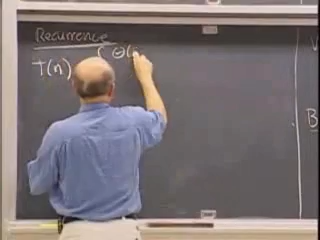 Recurrence
T(n) { Θ(